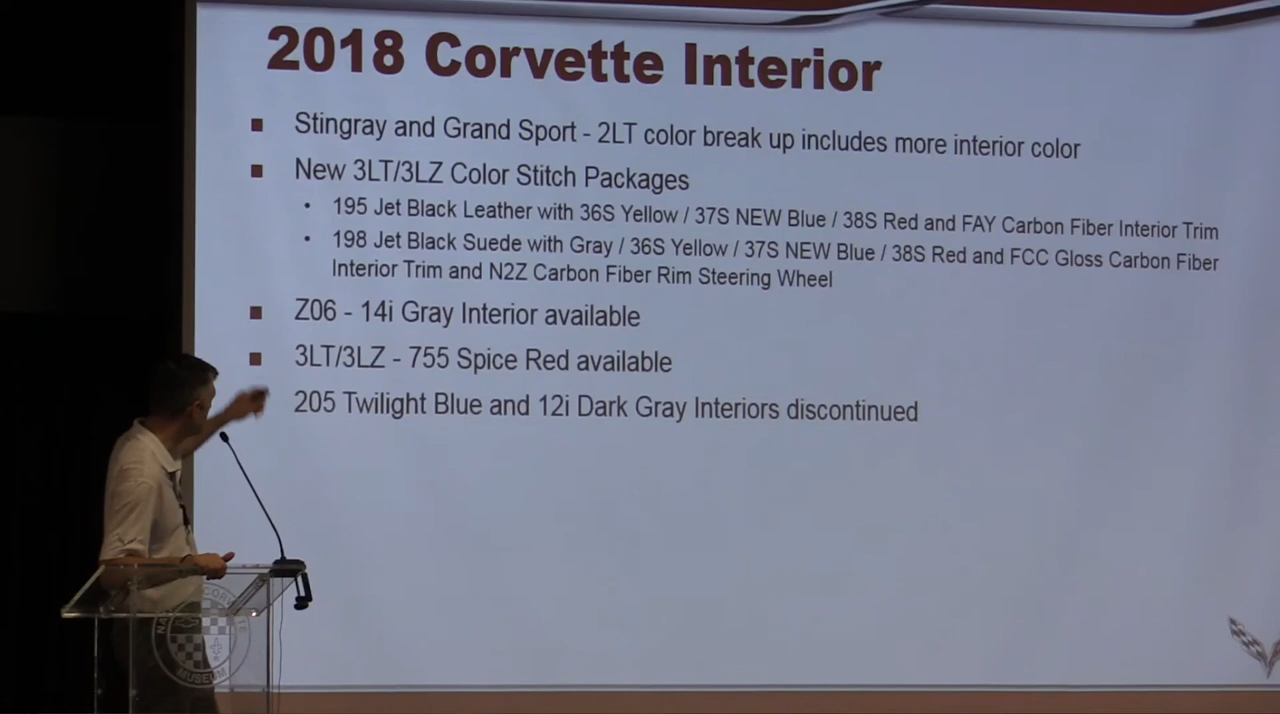 2018 Corvette Interior
Stingray and Grand Sport - 2LT color break up includes more interior color
New 3LT/3LZ Color Stitch Packages
195 Jet Black Leather with 36S Yellow / 37S NEW Blue / 38S Red and FAY Carbon Fiber Interior Trim
198 Jet Black Suede with Gray / 36S Yellow / 37S NEW Blue / 38S Red and FCC Gloss Carbon Fiber
Interior Trim and N2Z Carbon Fiber Rim Steering Wheel
Z06 - 14i Gray Interior available
3LT/3LZ - 755 Spice Red available
205 Twilight Blue and 12i Dark Gray Interiors discontinued
MUSEUM